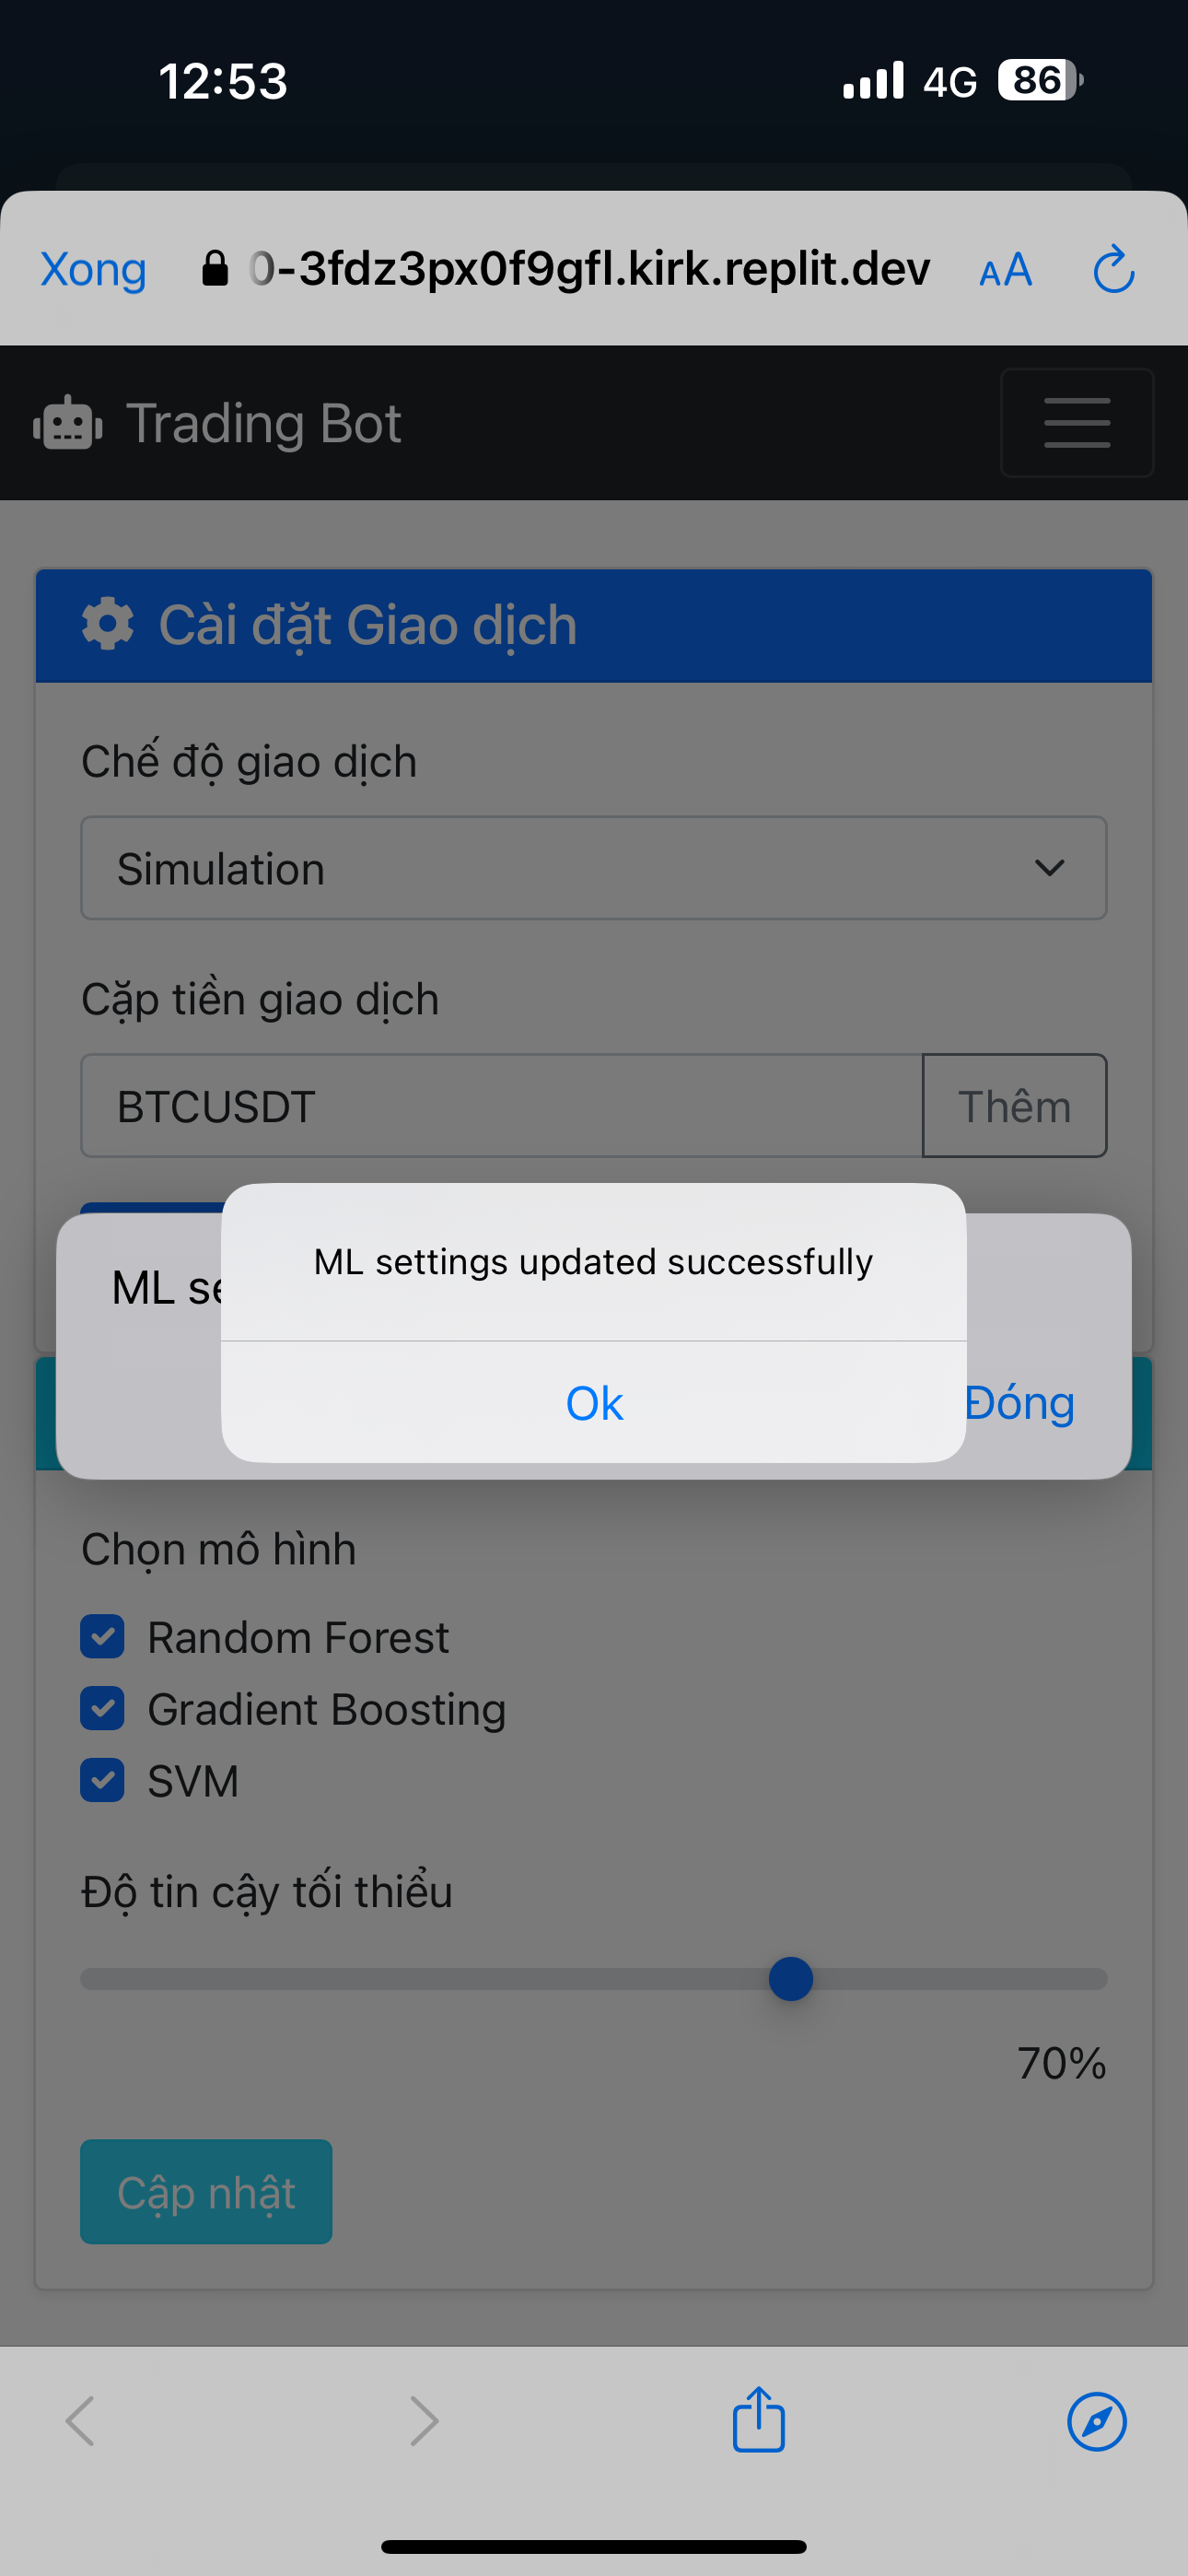 12:53
4G 86
Xong
0-3fdz3px0f9gfl.kirk.replit.dev
AA
Trading Bot
Cài đặt Giao dịch
Chế độ giao dịch
Simulation
Cặp tiền giao dịch
BTCUSDT
Thêm
ML settings updated successfully
ML se
Ok
Đóng
Chọn mô hình
Random Forest
Gradient Boosting
SVM
Độ tin cậy tối thiểu
70%
Cập nhật